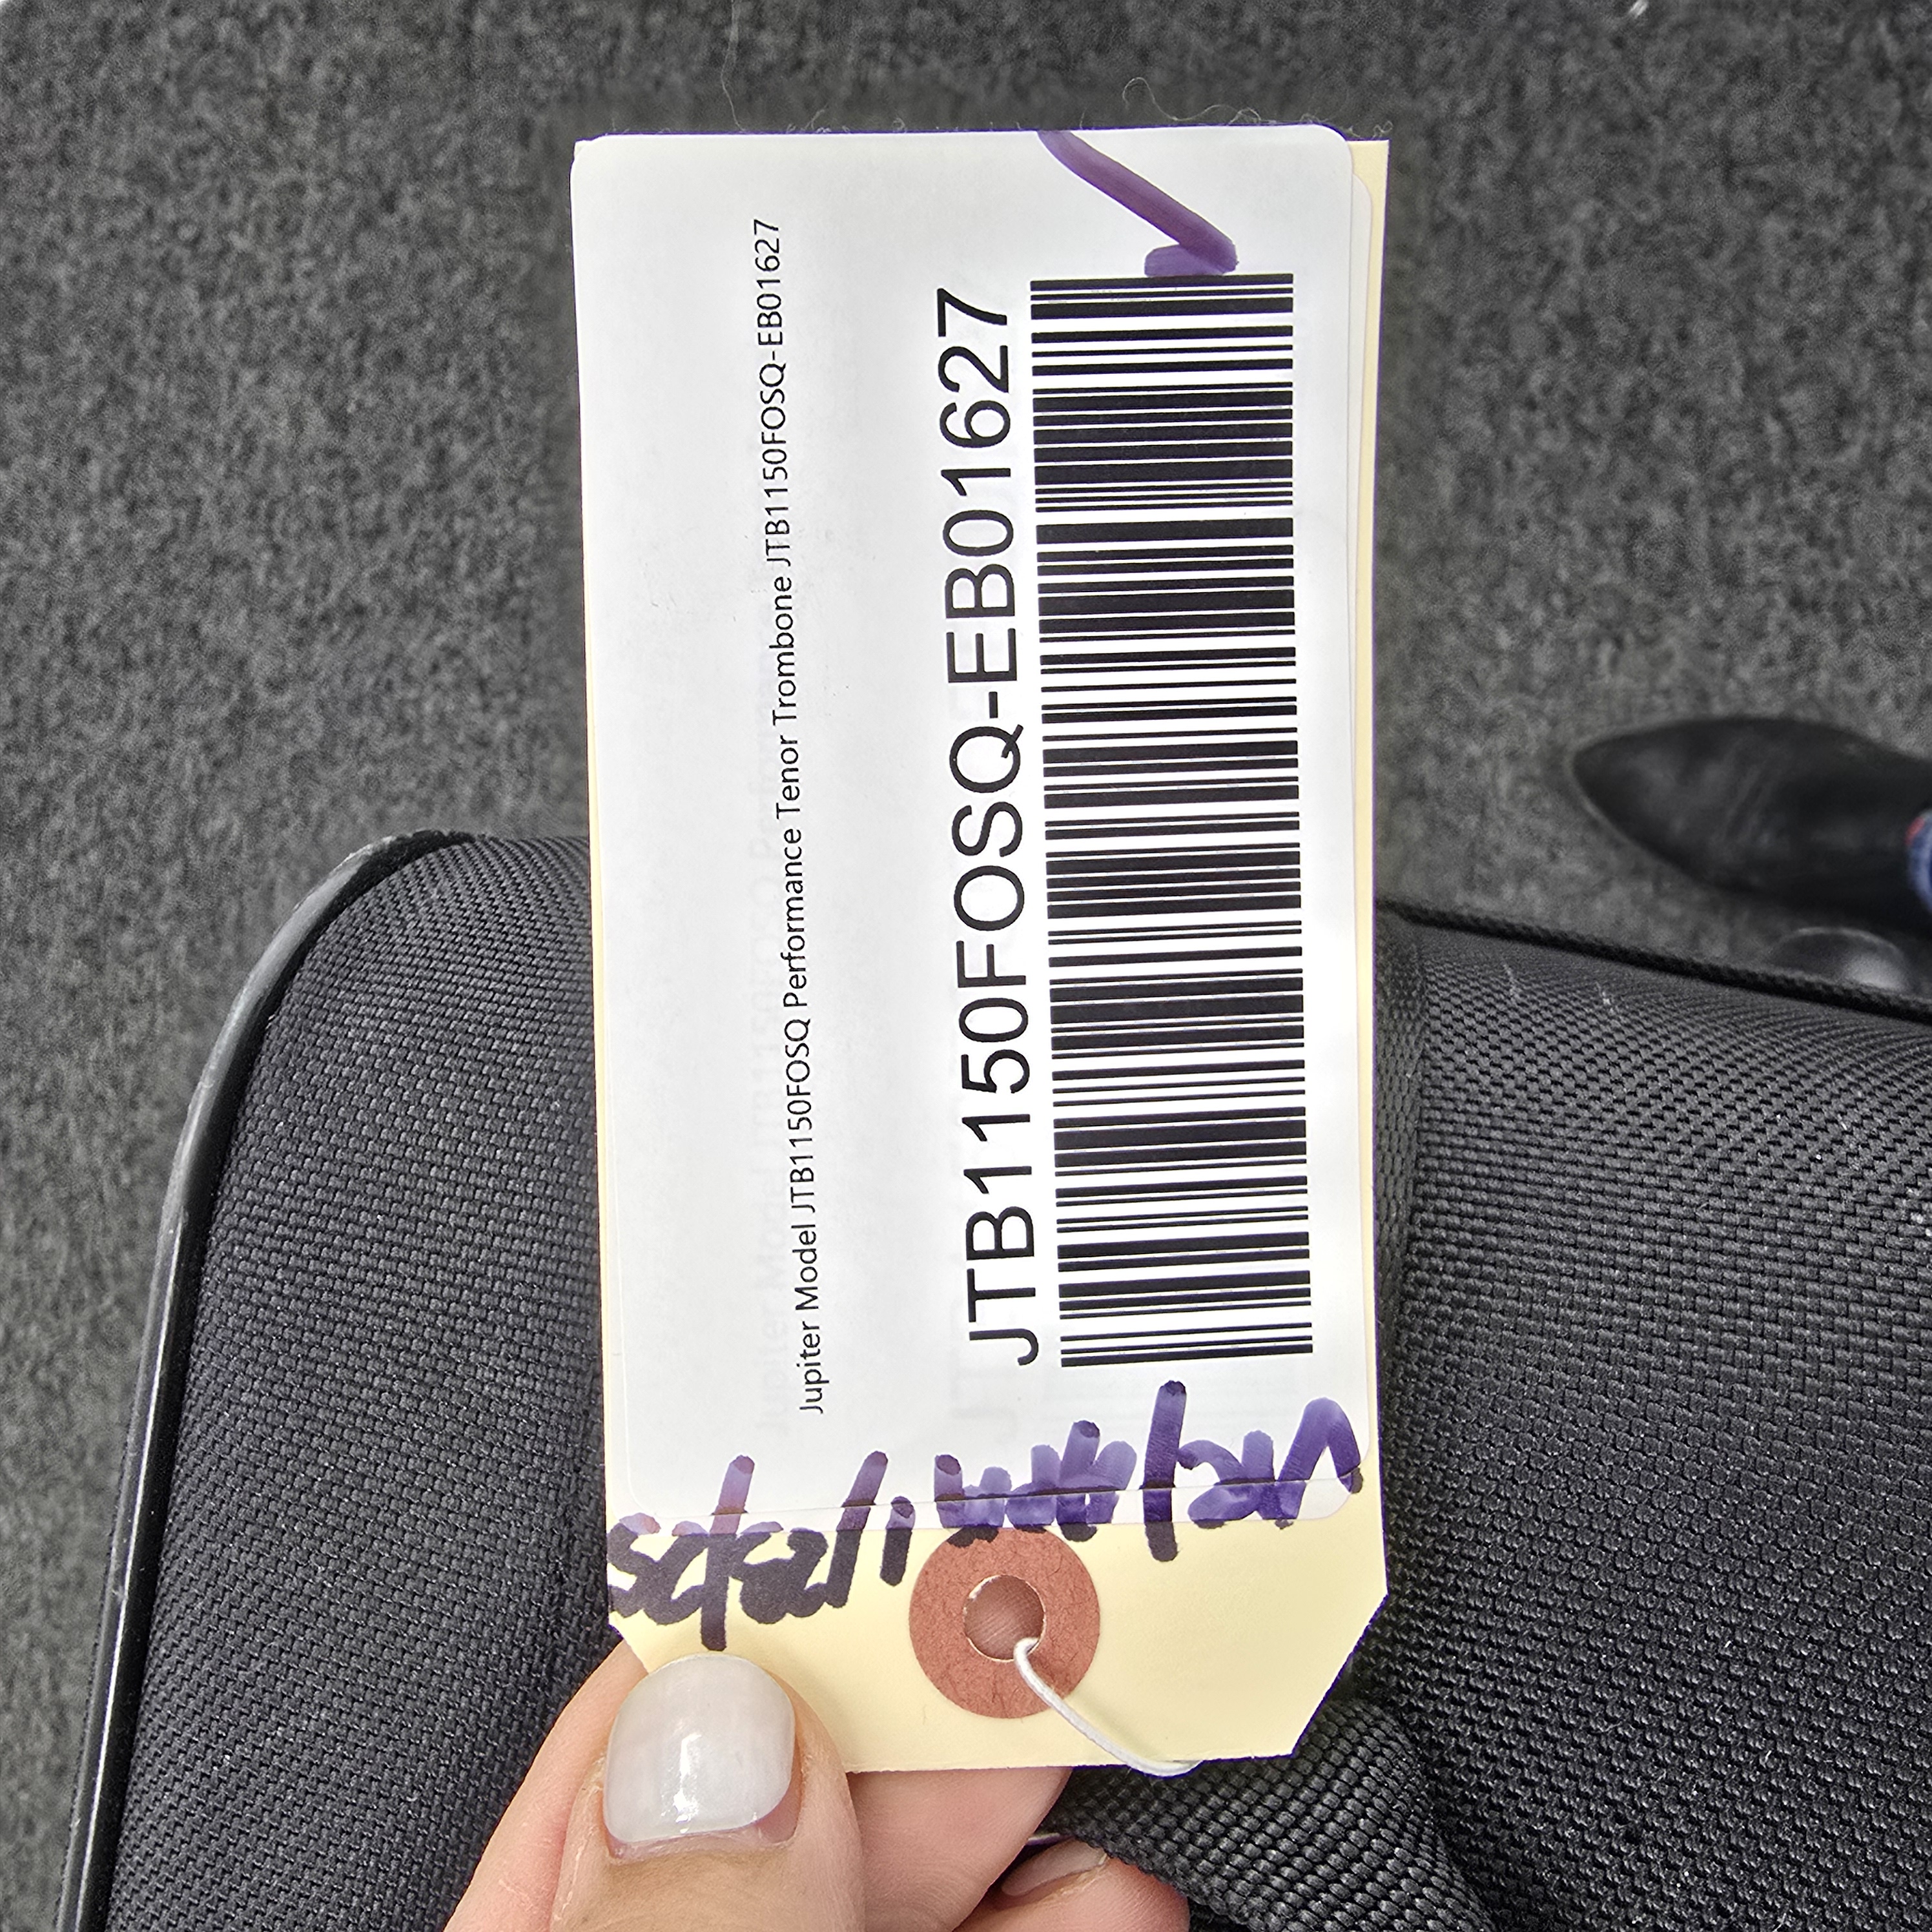 Jupiter Model JTB1150FOSQ Performance Tenor Trombone JTB1150FOSQ-EB01627
JTB1150FOSQ-EB01627